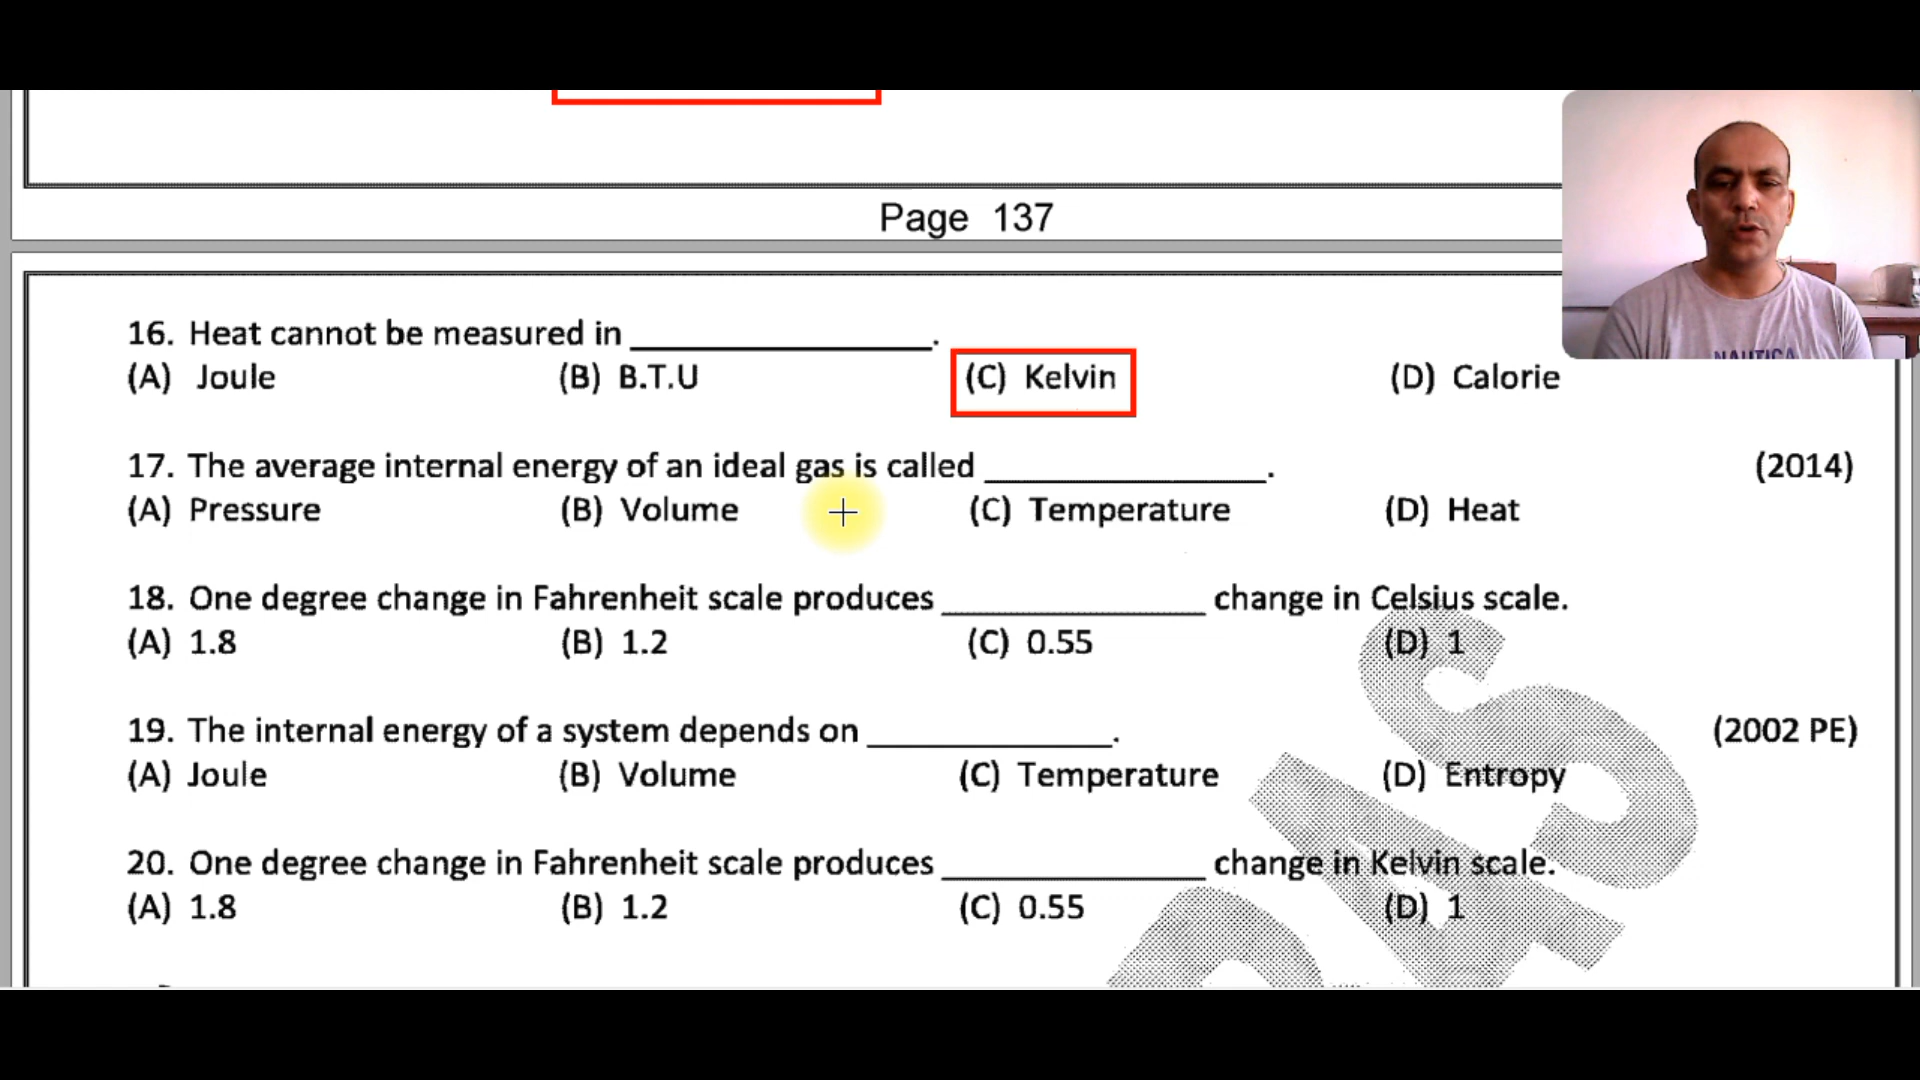 Page 137
16. Heat cannot be measured in ________________.
(A) Joule (B) B.T.U (C) Kelvin (D) Calorie
17. The average internal energy of an ideal gas is called _______________. (2014)
(A) Pressure (B) Volume (C) Temperature (D) Heat
18. One degree change in Fahrenheit scale produces ______________ change in Celsius scale.
(A) 1.8 (B) 1.2 (C) 0.55 (D) 1
19. The internal energy of a system depends on _____________. (2002 PE)
(A) Joule (B) Volume (C) Temperature (D) Entropy
20. One degree change in Fahrenheit scale produces ______________ change in Kelvin scale.
(A) 1.8 (B) 1.2 (C) 0.55 (D) 1
NAUTICA